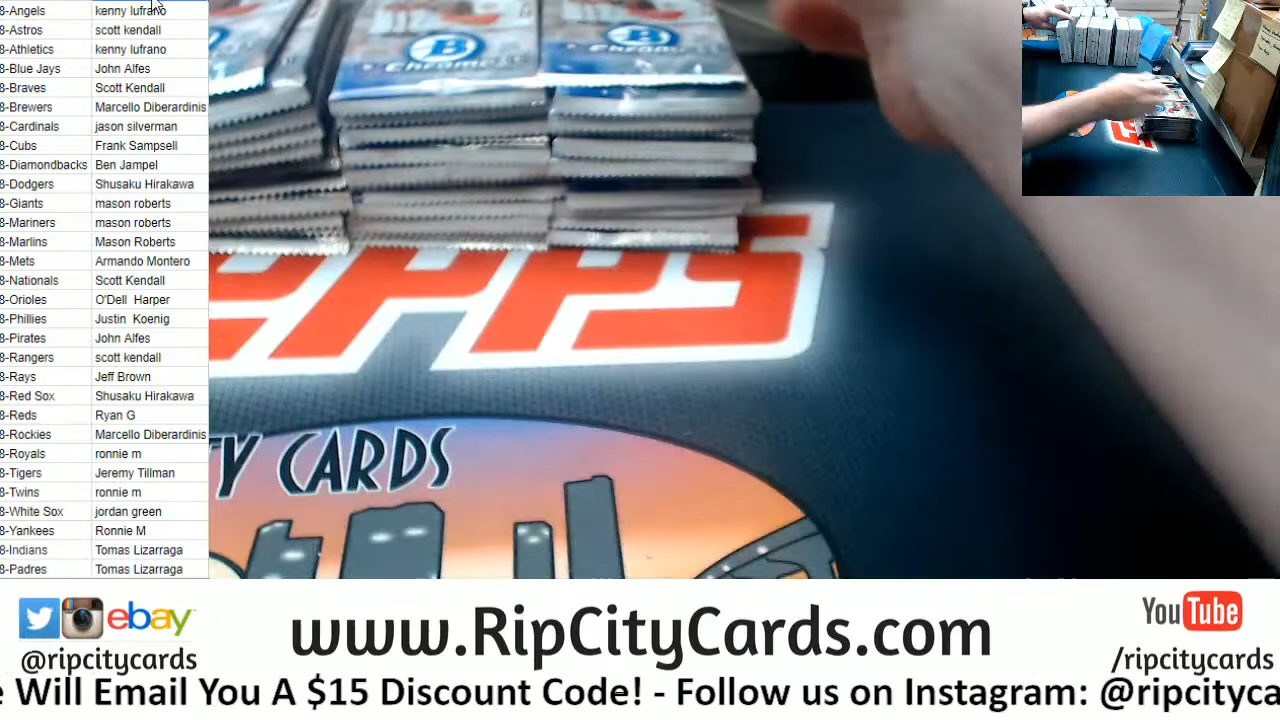 8-Angels kenny lufrano
8-Astros scott kendall
8-Athletics kenny lufrano
8-Blue Jays John Alfes
8-Braves Scott Kendall
8-Brewers Marcello Diberardinis
8-Cardinals jason silverman
8-Cubs Frank Sampsell
8-Diamondbacks Ben Jampel
8-Dodgers Shusaku Hirakawa
8-Giants mason roberts
8-Mariners mason roberts
8-Marlins Mason Roberts
8-Mets Armando Montero
8-Nationals Scott Kendall
8-Orioles O'Dell Harper
8-Phillies Justin Koenig
8-Pirates John Alfes
8-Rangers scott kendall
8-Rays Jeff Brown
8-Red Sox Shusaku Hirakawa
8-Reds Ryan G
8-Rockies Marcello Diberardinis
8-Royals ronnie m
8-Tigers Jeremy Tillman
8-Twins ronnie m
8-White Sox jordan green
8-Yankees Ronnie M
8-Indians Tomas Lizarraga
8-Padres Tomas Lizarraga
B
CHROME
B
CHROME
PPS
Y CARDS
ebay
@ripcitycards
www.RipCityCards.com
YouTube
/ripcitycards
e Will Email You A $15 Discount Code! - Follow us on Instagram: @ripcityca